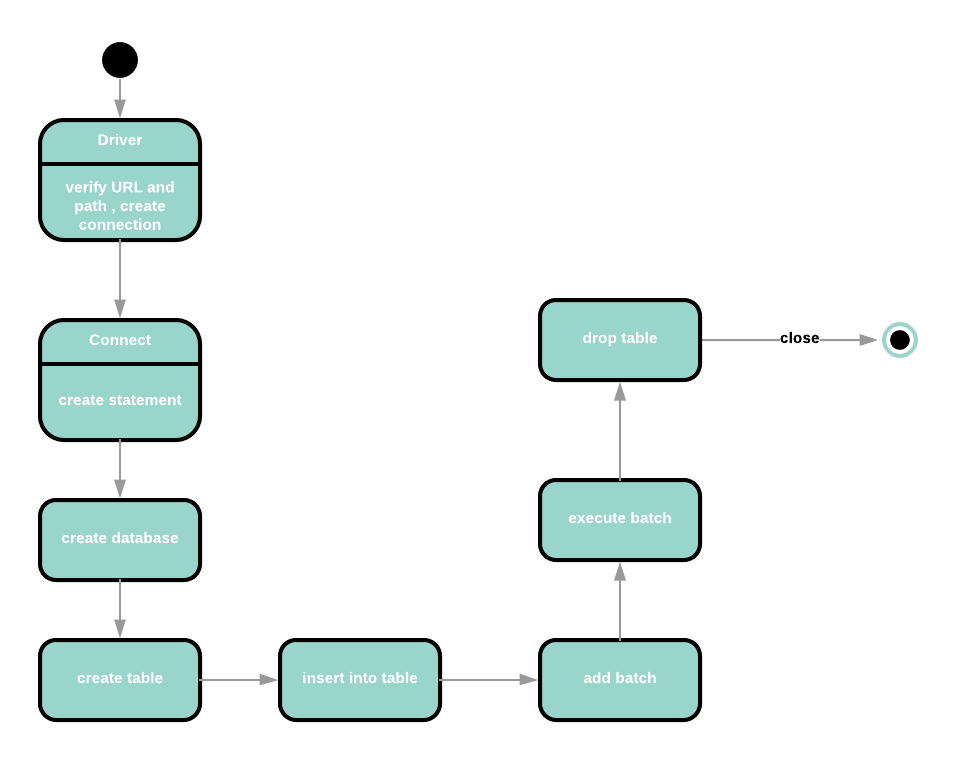 Driver
verify URL and
path , create
connection
Connect
create statement
create database
create table
insert into table
add batch
execute batch
drop table
close